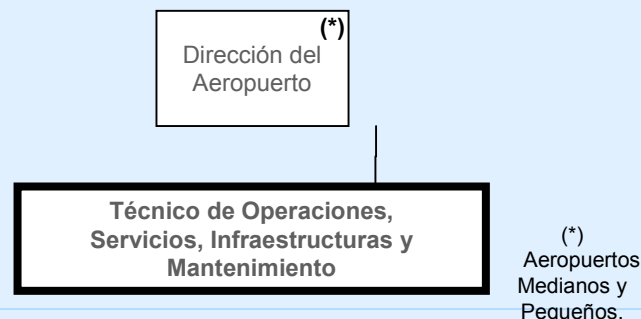 (*)
Dirección del
Aeropuerto
Técnico de Operaciones,
Servicios, Infraestructuras y
Mantenimiento
(*)
Aeropuertos
Medianos y
Pequeños.